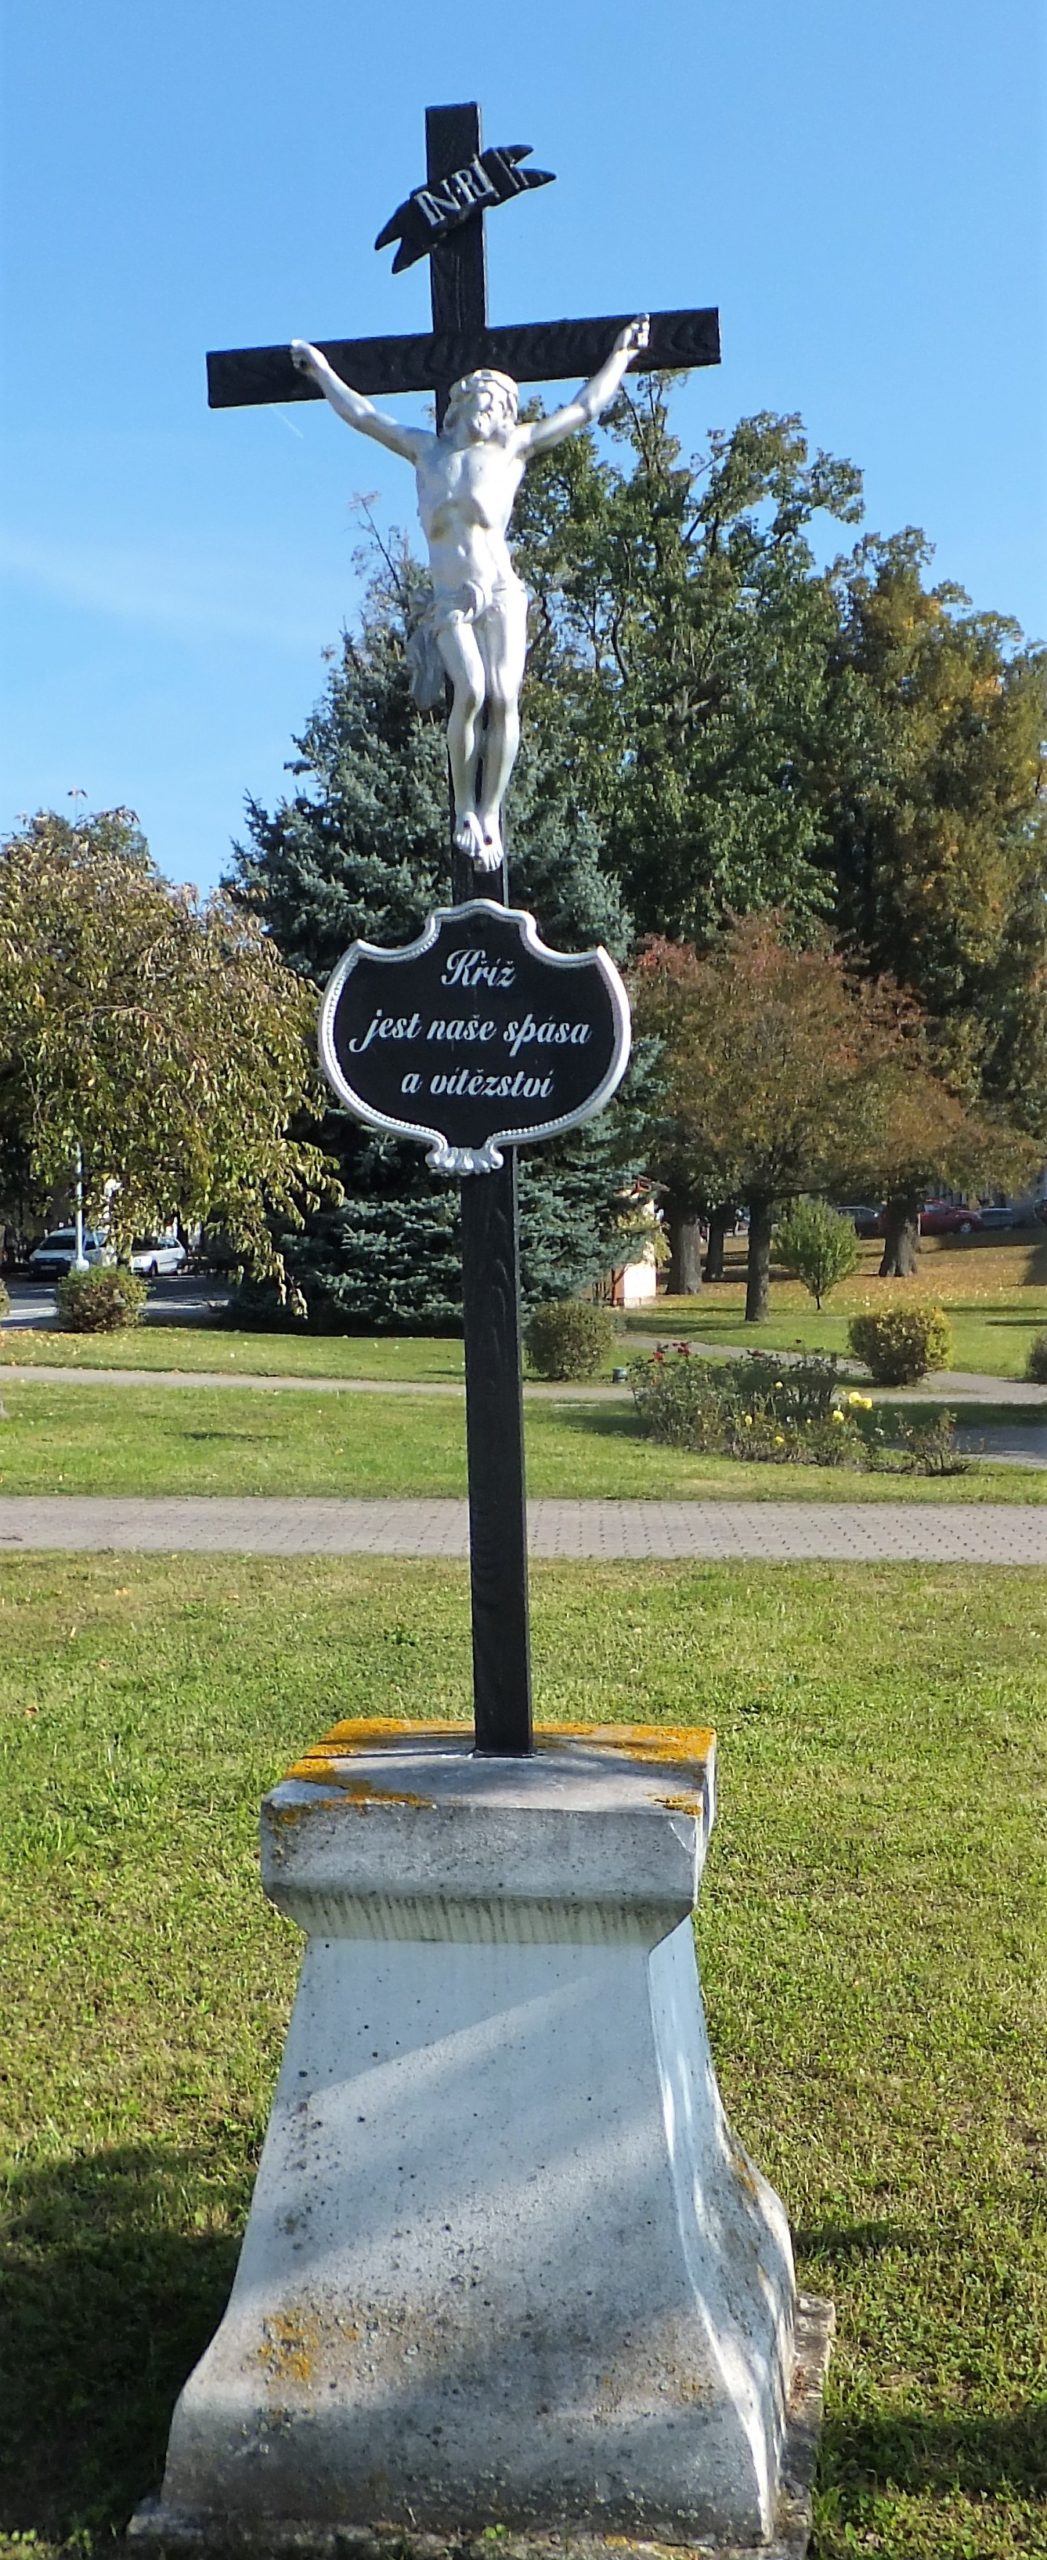 INRI
Kříž
jest naše spása
a vítězství